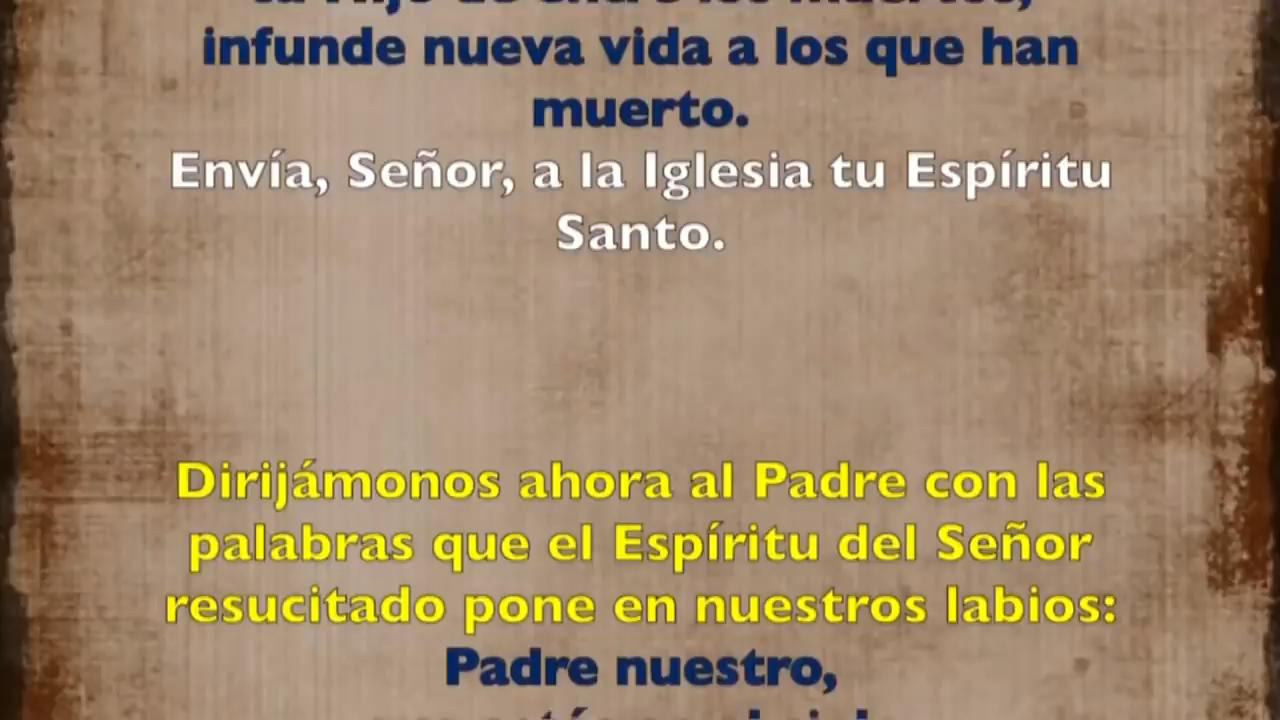 infunde nueva vida a los que han
muerto.
Envía, Señor, a la Iglesia tu Espíritu
Santo.
Dirijámonos ahora al Padre con las
palabras que el Espíritu del Señor
resucitado pone en nuestros labios:
Padre nuestro,